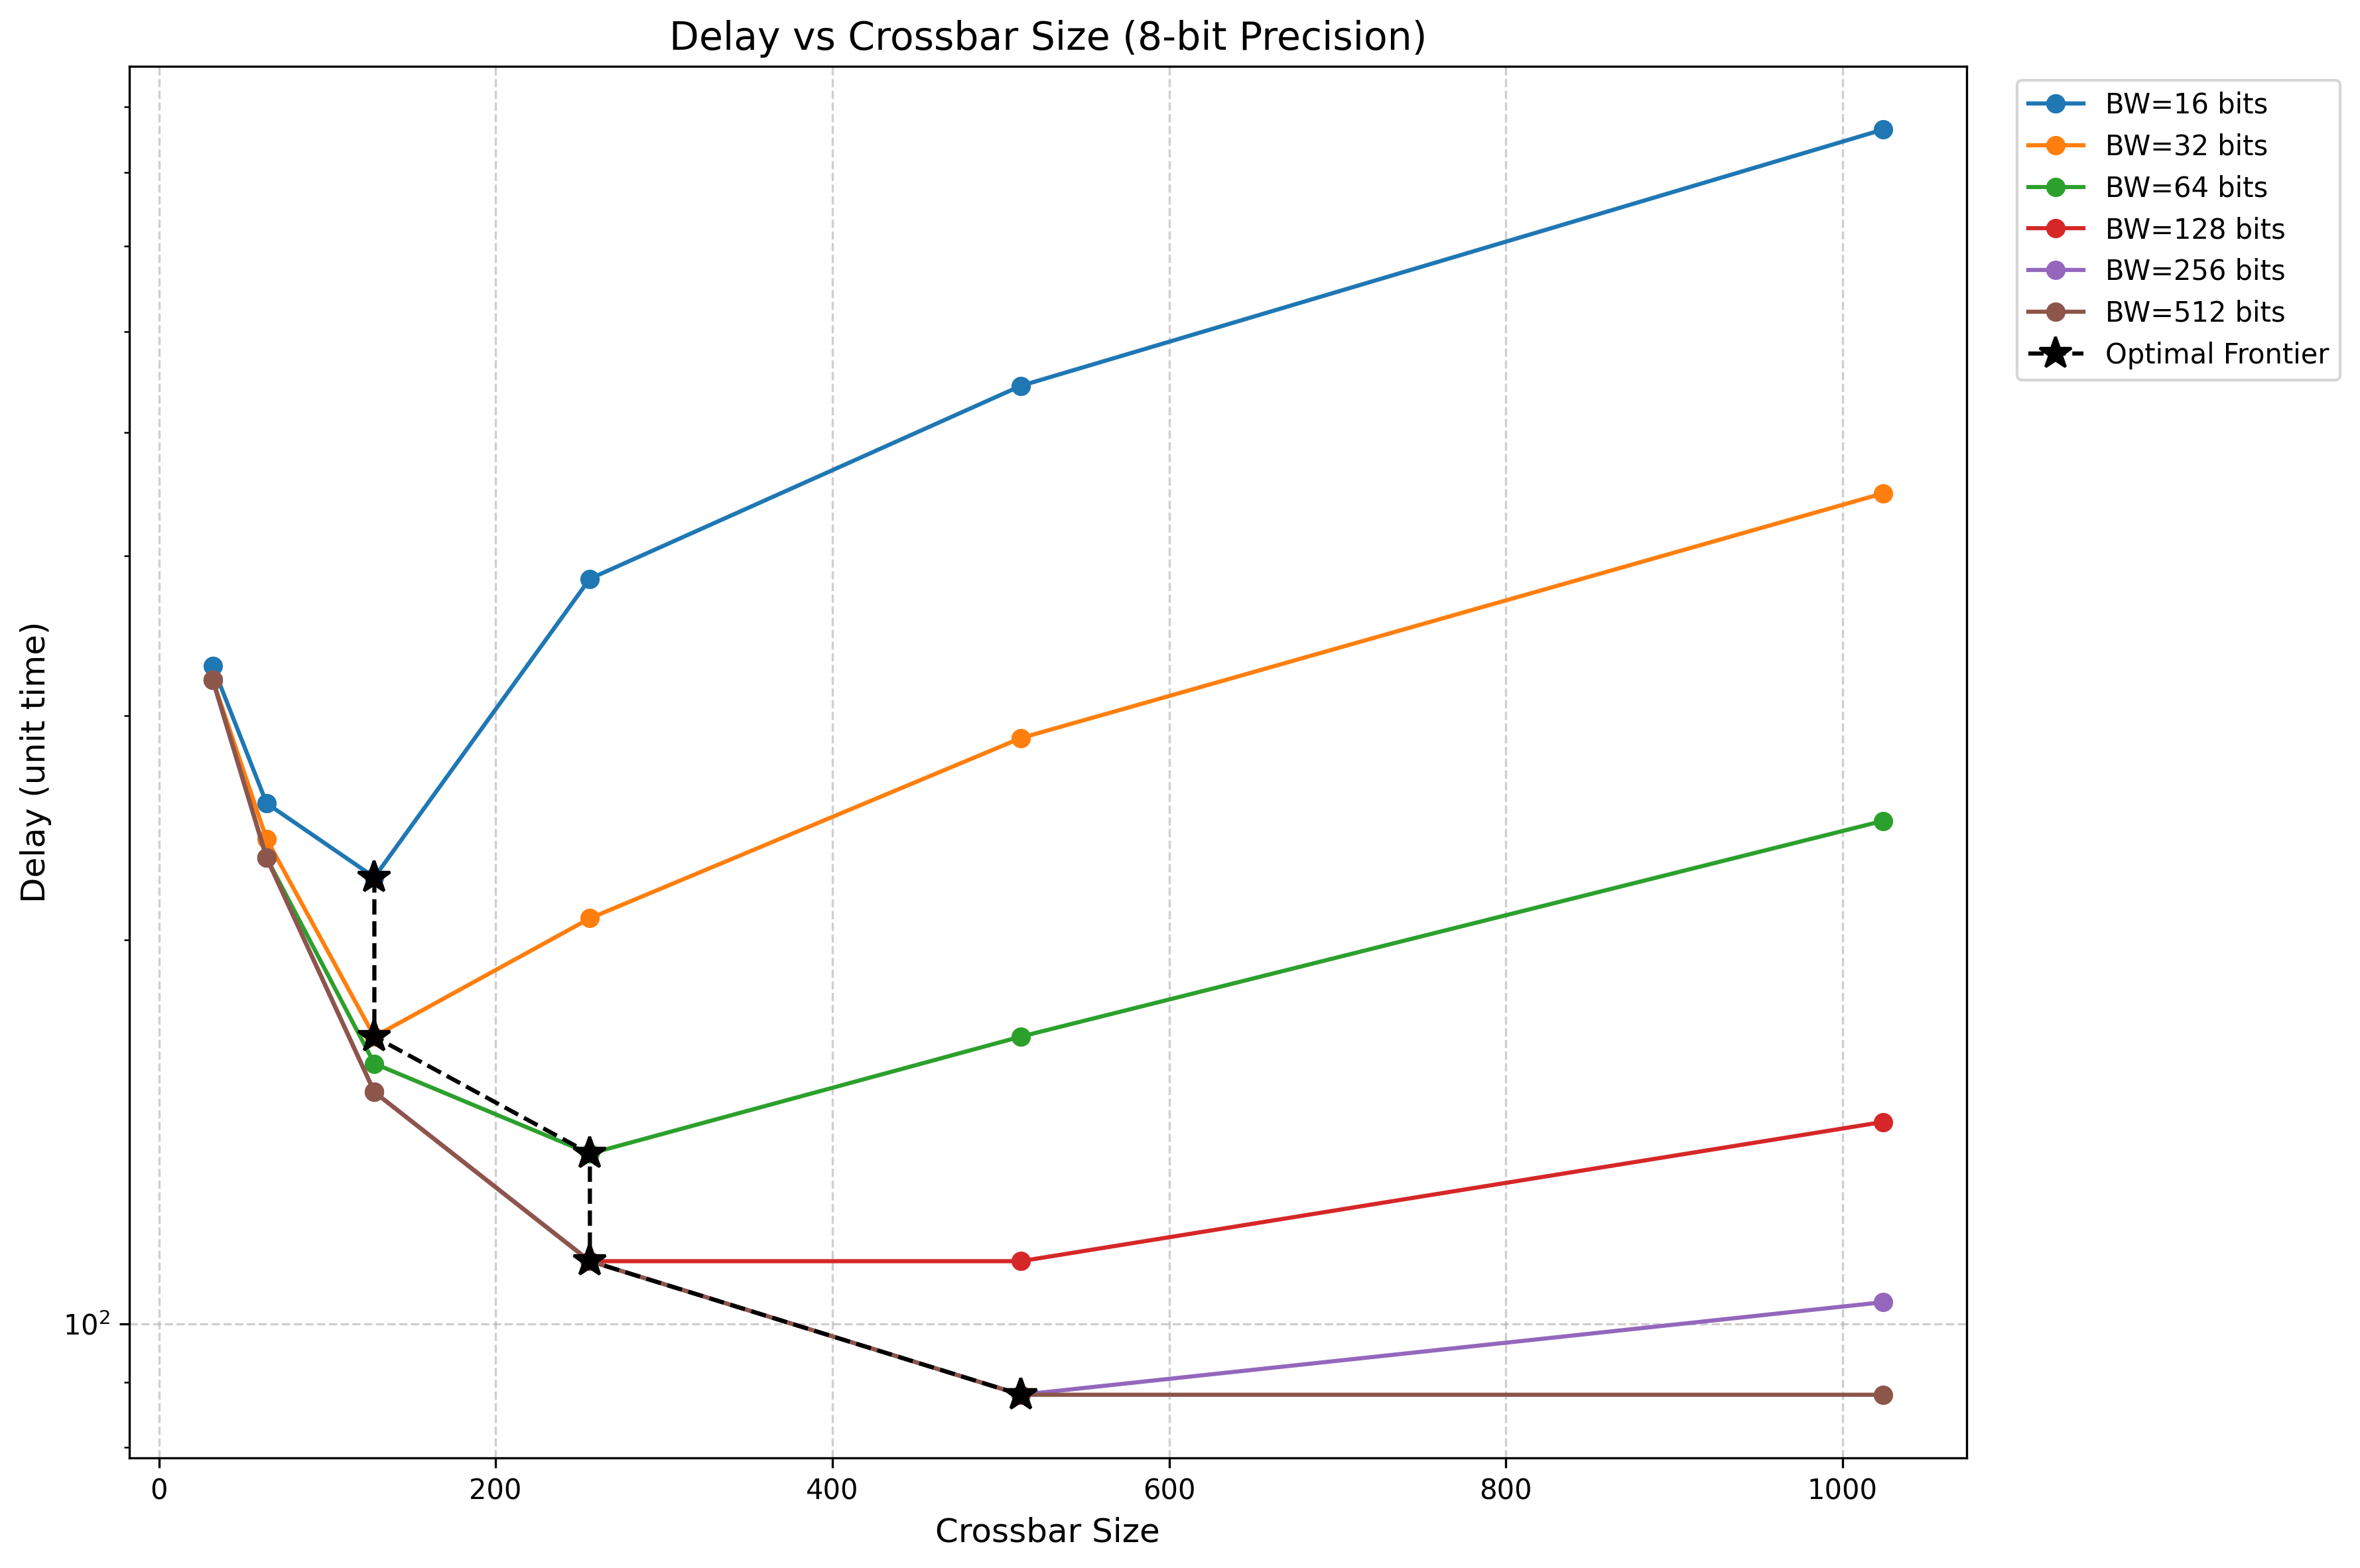 Delay vs Crossbar Size (8-bit Precision)
BW=16 bits
BW=32 bits
BW=64 bits
BW=128 bits
BW=256 bits
BW=512 bits
Optimal Frontier
Delay (unit time)
10²
0 200 400 600 800 1000
Crossbar Size